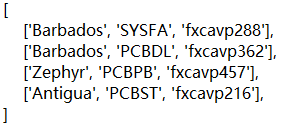 [
['Barbados', 'SYSFA', 'fxcavp288'],
['Barbados', 'PCBDL', 'fxcavp362'],
['Zephyr', 'PCBPB', 'fxcavp457'],
['Antigua', 'PCBST', 'fxcavp216'],
]